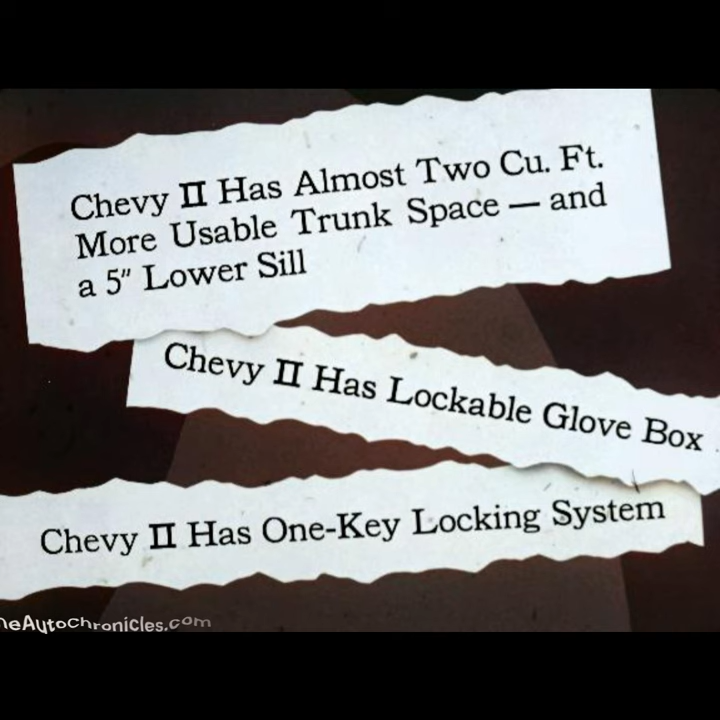 Chevy II Has Almost Two Cu. Ft.
More Usable Trunk Space — and
a 5" Lower Sill
Chevy II Has Lockable Glove Box
Chevy II Has One-Key Locking System
heAutochronicles.com